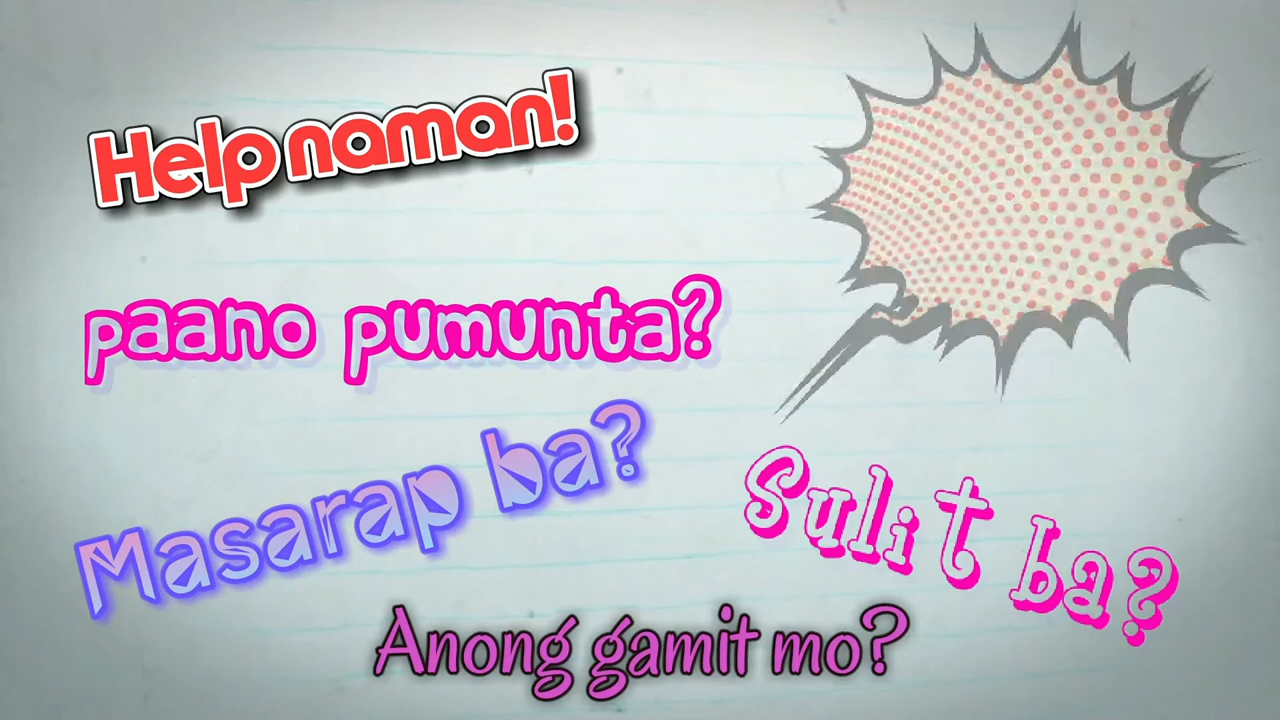 Help naman!
paano pumunta?
Masarap ba?
Sulit ba?
Anong gamit mo?